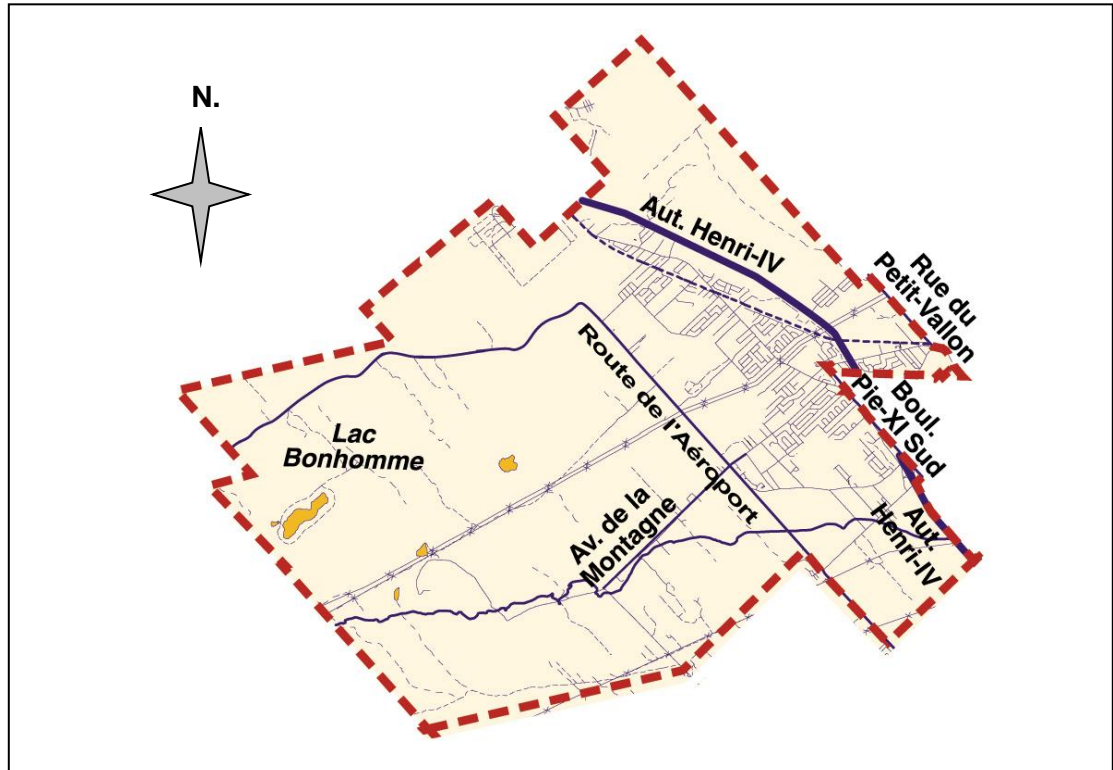 N.
Aut. Henri-IV
Rue du
Petit-Vallon
Route de l'Aéroport
Boul.
Pie-XI Sud
Lac
Bonhomme
Av. de la
Montagne
Aut.
Henri-IV